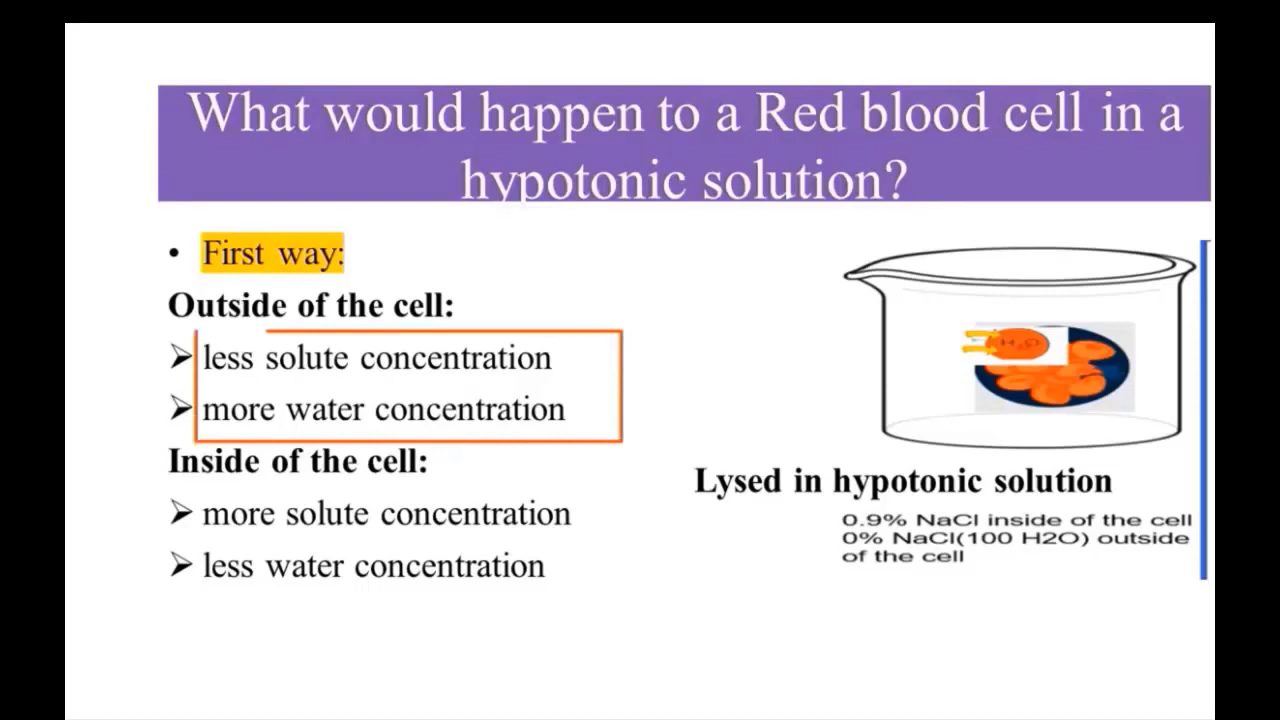 What would happen to a Red blood cell in a
hypotonic solution?
• First way:
Outside of the cell:
➢ less solute concentration
➢ more water concentration
Inside of the cell:
➢ more solute concentration
➢ less water concentration
Lysed in hypotonic solution
0.9% NaCl inside of the cell
0% NaCl(100 H2O) outside
of the cell